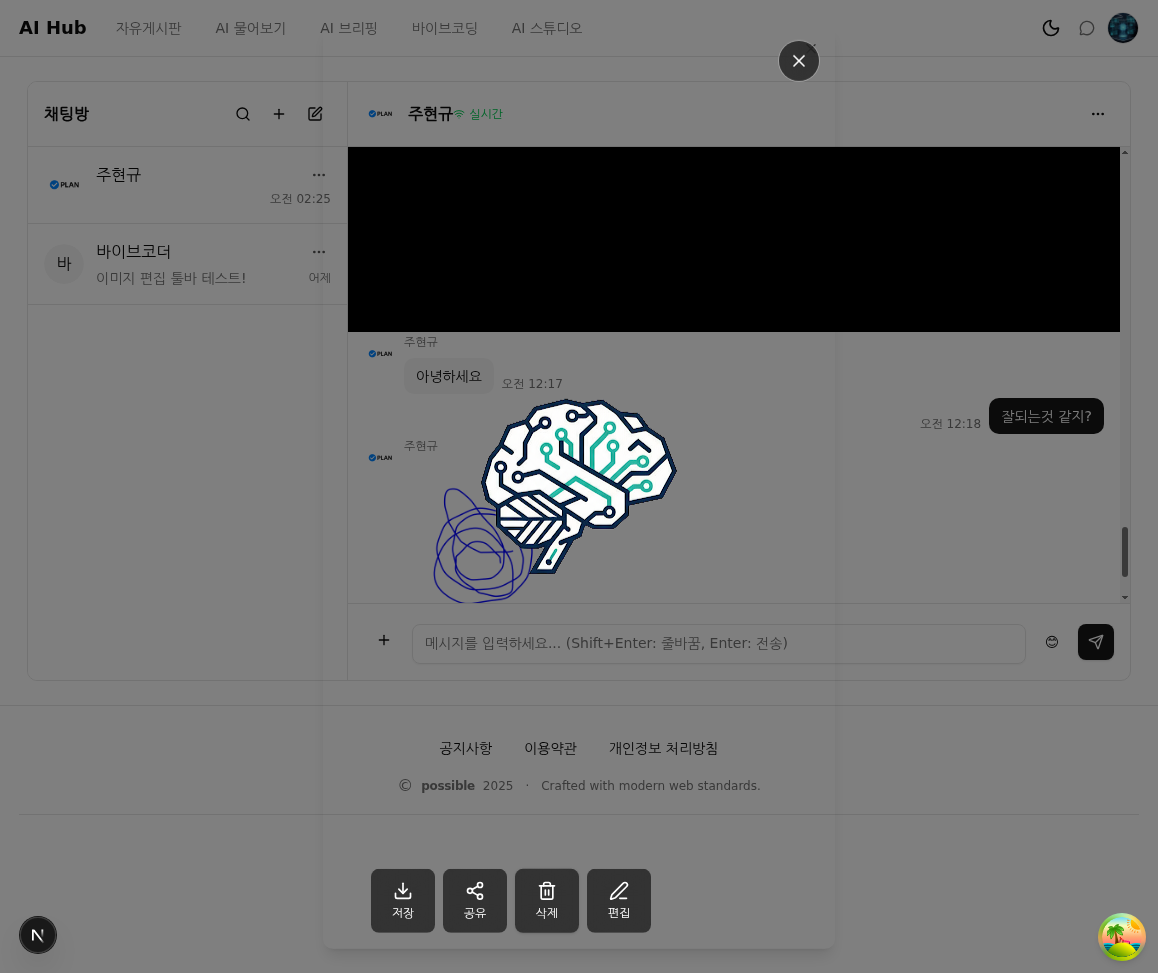 AI Hub 자유게시판 AI 물어보기 AI 브리핑 바이브코딩 AI 스튜디오
채팅방
PLAN 주현규 실시간
PLAN 주현규
오전 02:25
바 바이브코더
이미지 편집 툴바 테스트! 어제
주현규
PLAN
아녕하세요 오전 12:17
오전 12:18 잘되는것 같지?
주현규
PLAN
메시지를 입력하세요... (Shift+Enter: 줄바꿈, Enter: 전송)
공지사항 이용약관 개인정보 처리방침
© possible 2025 · Crafted with modern web standards.
저장 공유 삭제 편집
N